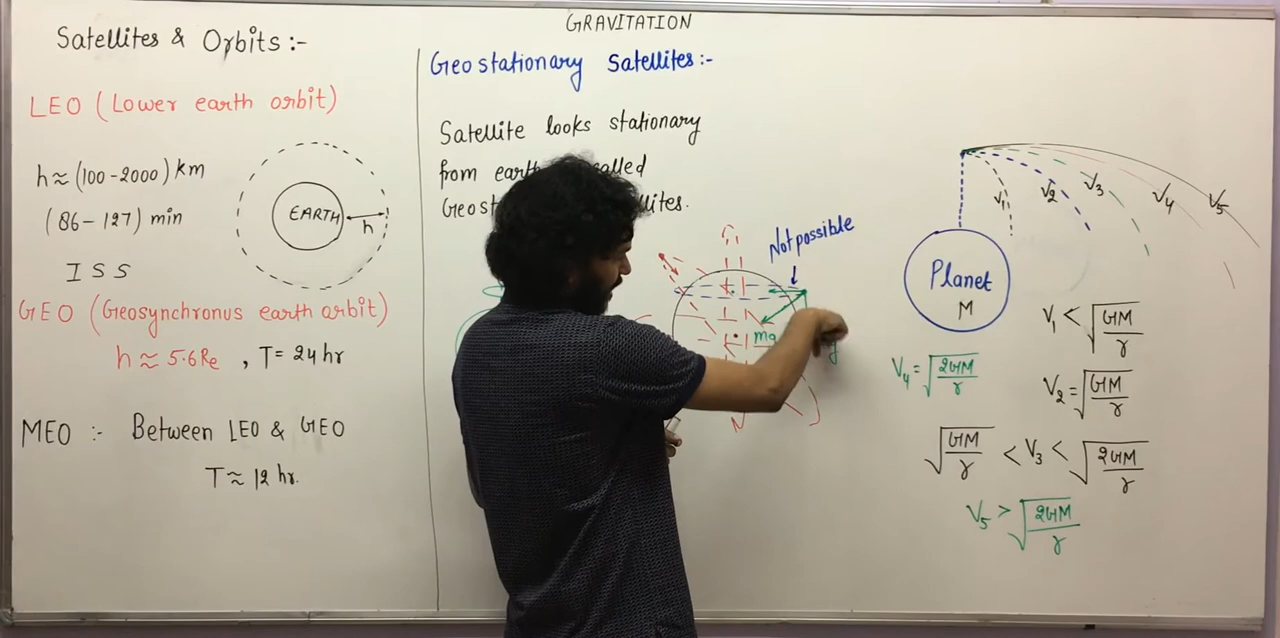 GRAVITATION
Satellites & Orbits :-
LEO (Lower earth orbit)
h ≈ (100-2000) km
(86-127) min
ISS
EARTH
h
GEO (Geosynchronus earth orbit)
h ≈ 5.6Re , T = 24 hr
MEO :- Between LEO & GEO
T ≈ 12 hr.
Geostationary Satellites :-
Satellite looks stationary
from earth called
Not possible
N
V₁
V₂
V₃
V₄
V₅
Planet
M
V₁ < √(GM/r)
V₄ = √(2GM/r)
V₂ = √(GM/r)
√(GM/r) < V₃ < √(2GM/r)
V₅ > √(2GM/r)